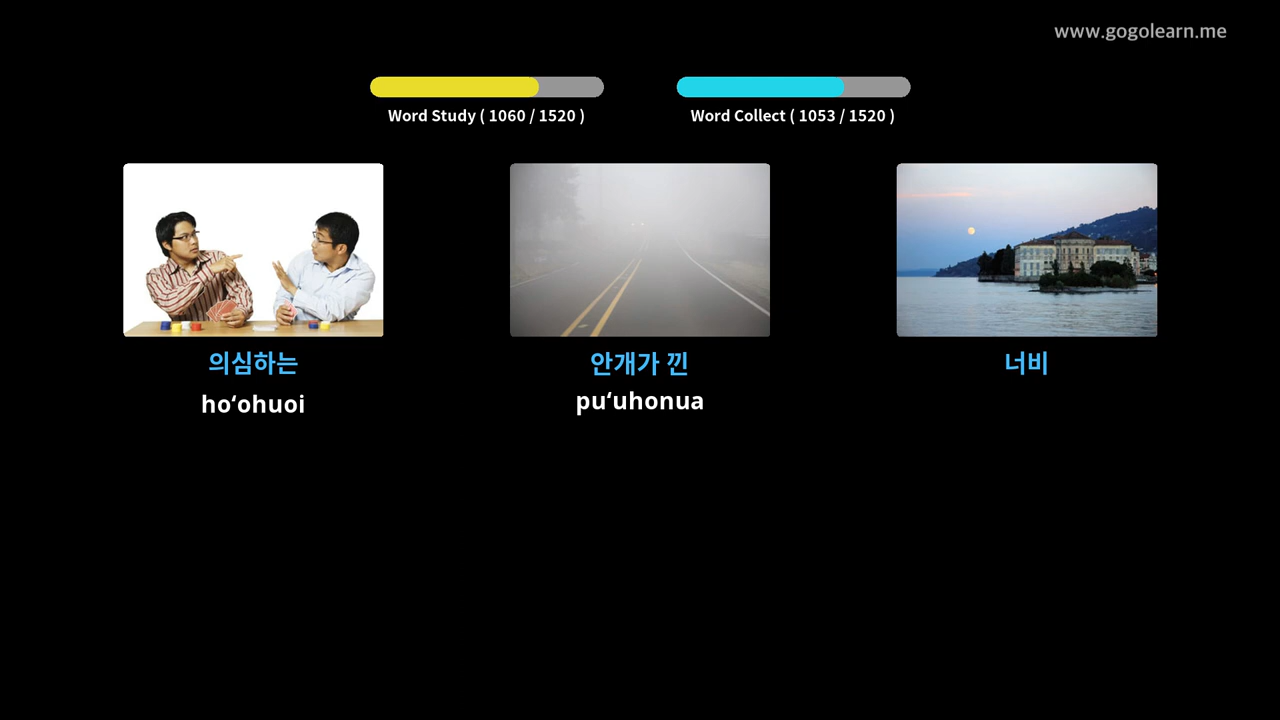 www.gogolearn.me
Word Study ( 1060 / 1520 )
Word Collect ( 1053 / 1520 )
의심하는
hoʻohuoi
안개가 낀
puʻuhonua
너비